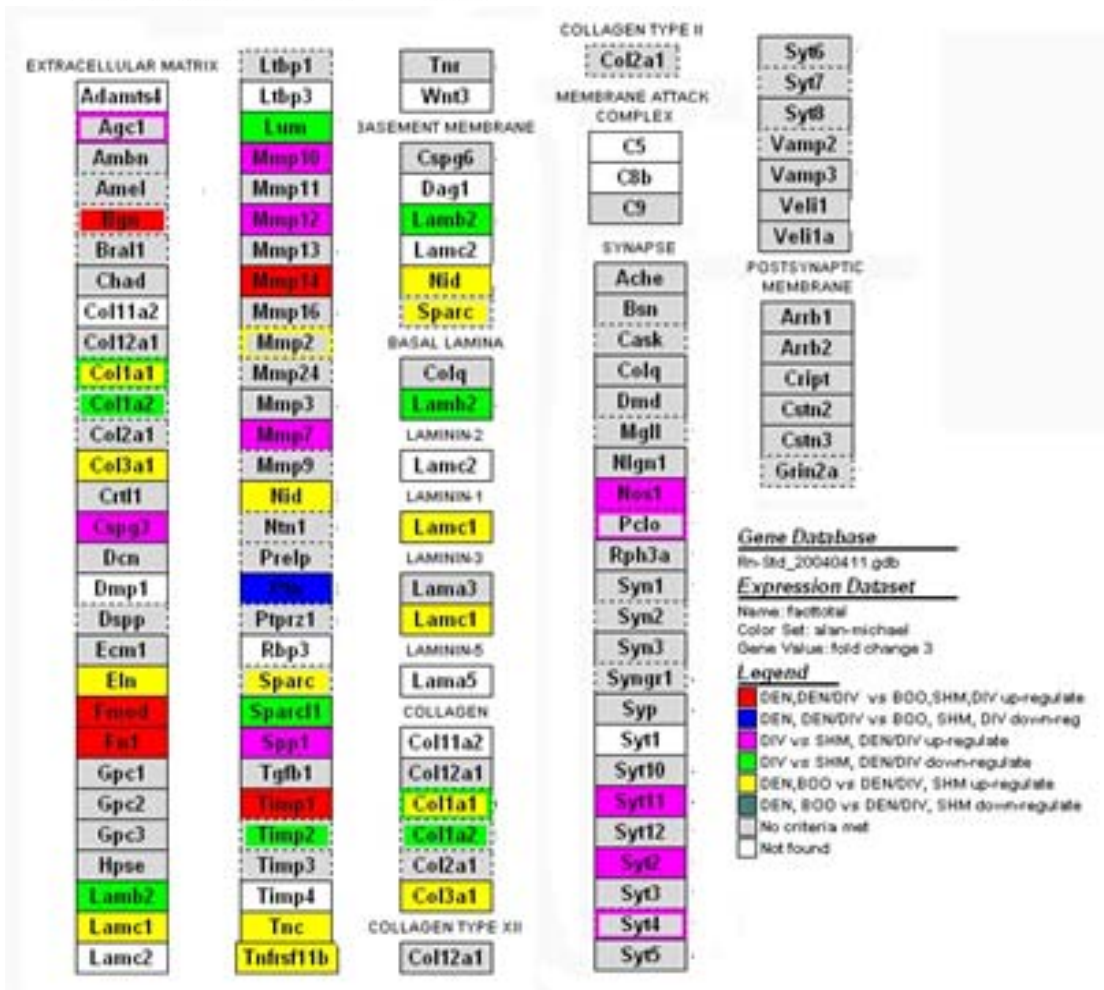 EXTRACELLULAR MATRIX
Adamts4
Agc1
Ambn
Amel
Bgn
Bral1
Chad
Col11a2
Col12a1
Col1a1
Col1a2
Col2a1
Col3a1
Crtl1
Cspg3
Dcn
Dmp1
Dspp
Ecm1
Eln
Fmod
Fn1
Gpc1
Gpc2
Gpc3
Hpse
Lamb2
Lamc1
Lamc2
Ltbp1
Ltbp3
Lum
Mmp10
Mmp11
Mmp12
Mmp13
Mmp14
Mmp16
Mmp2
Mmp24
Mmp3
Mmp7
Mmp9
Nid
Ntn1
Prelp
Ptprz1
Rbp3
Sparc
Sparcl1
Spp1
Tgfb1
Timp1
Timp2
Timp3
Timp4
Tnc
Tnfrsf11b
Tnr
Wnt3
BASEMENT MEMBRANE
Cspg6
Dag1
Lamb2
Lamc2
Nid
Sparc
BASAL LAMINA
Colq
Lamb2
LAMININ-2
Lamc2
LAMININ-1
Lamc1
LAMININ-3
Lama3
Lamc1
LAMININ-5
Lama5
COLLAGEN
Col11a2
Col12a1
Col1a1
Col1a2
Col2a1
Col3a1
COLLAGEN TYPE XII
Col12a1
COLLAGEN TYPE II
Col2a1
MEMBRANE ATTACK
COMPLEX
C5
C8b
C9
SYNAPSE
Ache
Bsn
Cask
Colq
Dmd
Mgll
Nlgn1
Nos1
Pclo
Rph3a
Syn1
Syn2
Syn3
Syngr1
Syp
Syt1
Syt10
Syt11
Syt12
Syt2
Syt3
Syt4
Syt5
Syt6
Syt7
Syt8
Vamp2
Vamp3
Veli1
Veli1a
POSTSYNAPTIC
MEMBRANE
Arrb1
Arrb2
Cript
Cstn2
Cstn3
Grin2a
Gene Database
Rn-Std_20040411.gdb
Expression Dataset
Name: facttotal
Color Set: alan-michael
Gene Value: fold change 3
Legend
DEN,DEN/DIV vs BOO,SHM,DIV up-regulate
DEN, DEN/DIV vs BOO, SHM, DIV down-reg
DIV vs SHM, DEN/DIV up-regulate
DIV vs SHM, DEN/DIV down-regulate
DEN,BOO vs DEN/DIV, SHM up-regulate
DEN, BOO vs DEN/DIV, SHM down-regulate
No criteria met
Not found